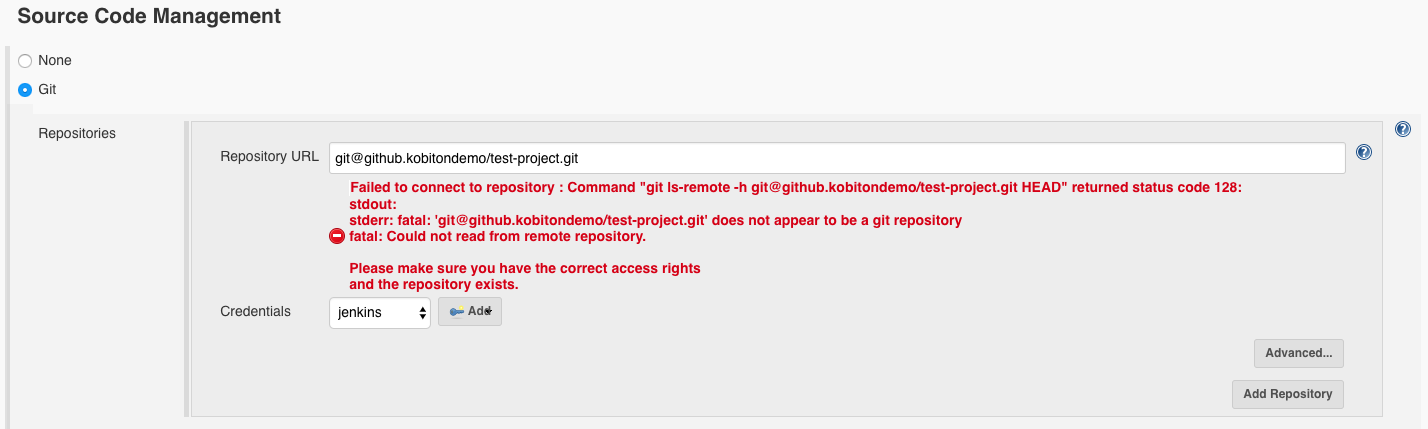 Source Code Management
None
Git
Repositories
Repository URL git@github.kobitondemo/test-project.git
Failed to connect to repository : Command "git ls-remote -h git@github.kobitondemo/test-project.git HEAD" returned status code 128:
stdout:
stderr: fatal: 'git@github.kobitondemo/test-project.git' does not appear to be a git repository
fatal: Could not read from remote repository.
Please make sure you have the correct access rights
and the repository exists.
Credentials jenkins Add
Advanced...
Add Repository